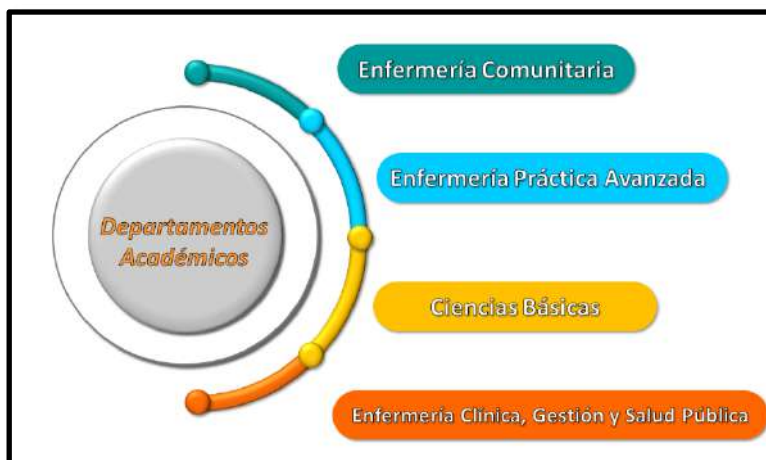 Enfermería Comunitaria
Enfermería Práctica Avanzada
Departamentos
Académicos
Ciencias Básicas
Enfermería Clínica, Gestión y Salud Pública